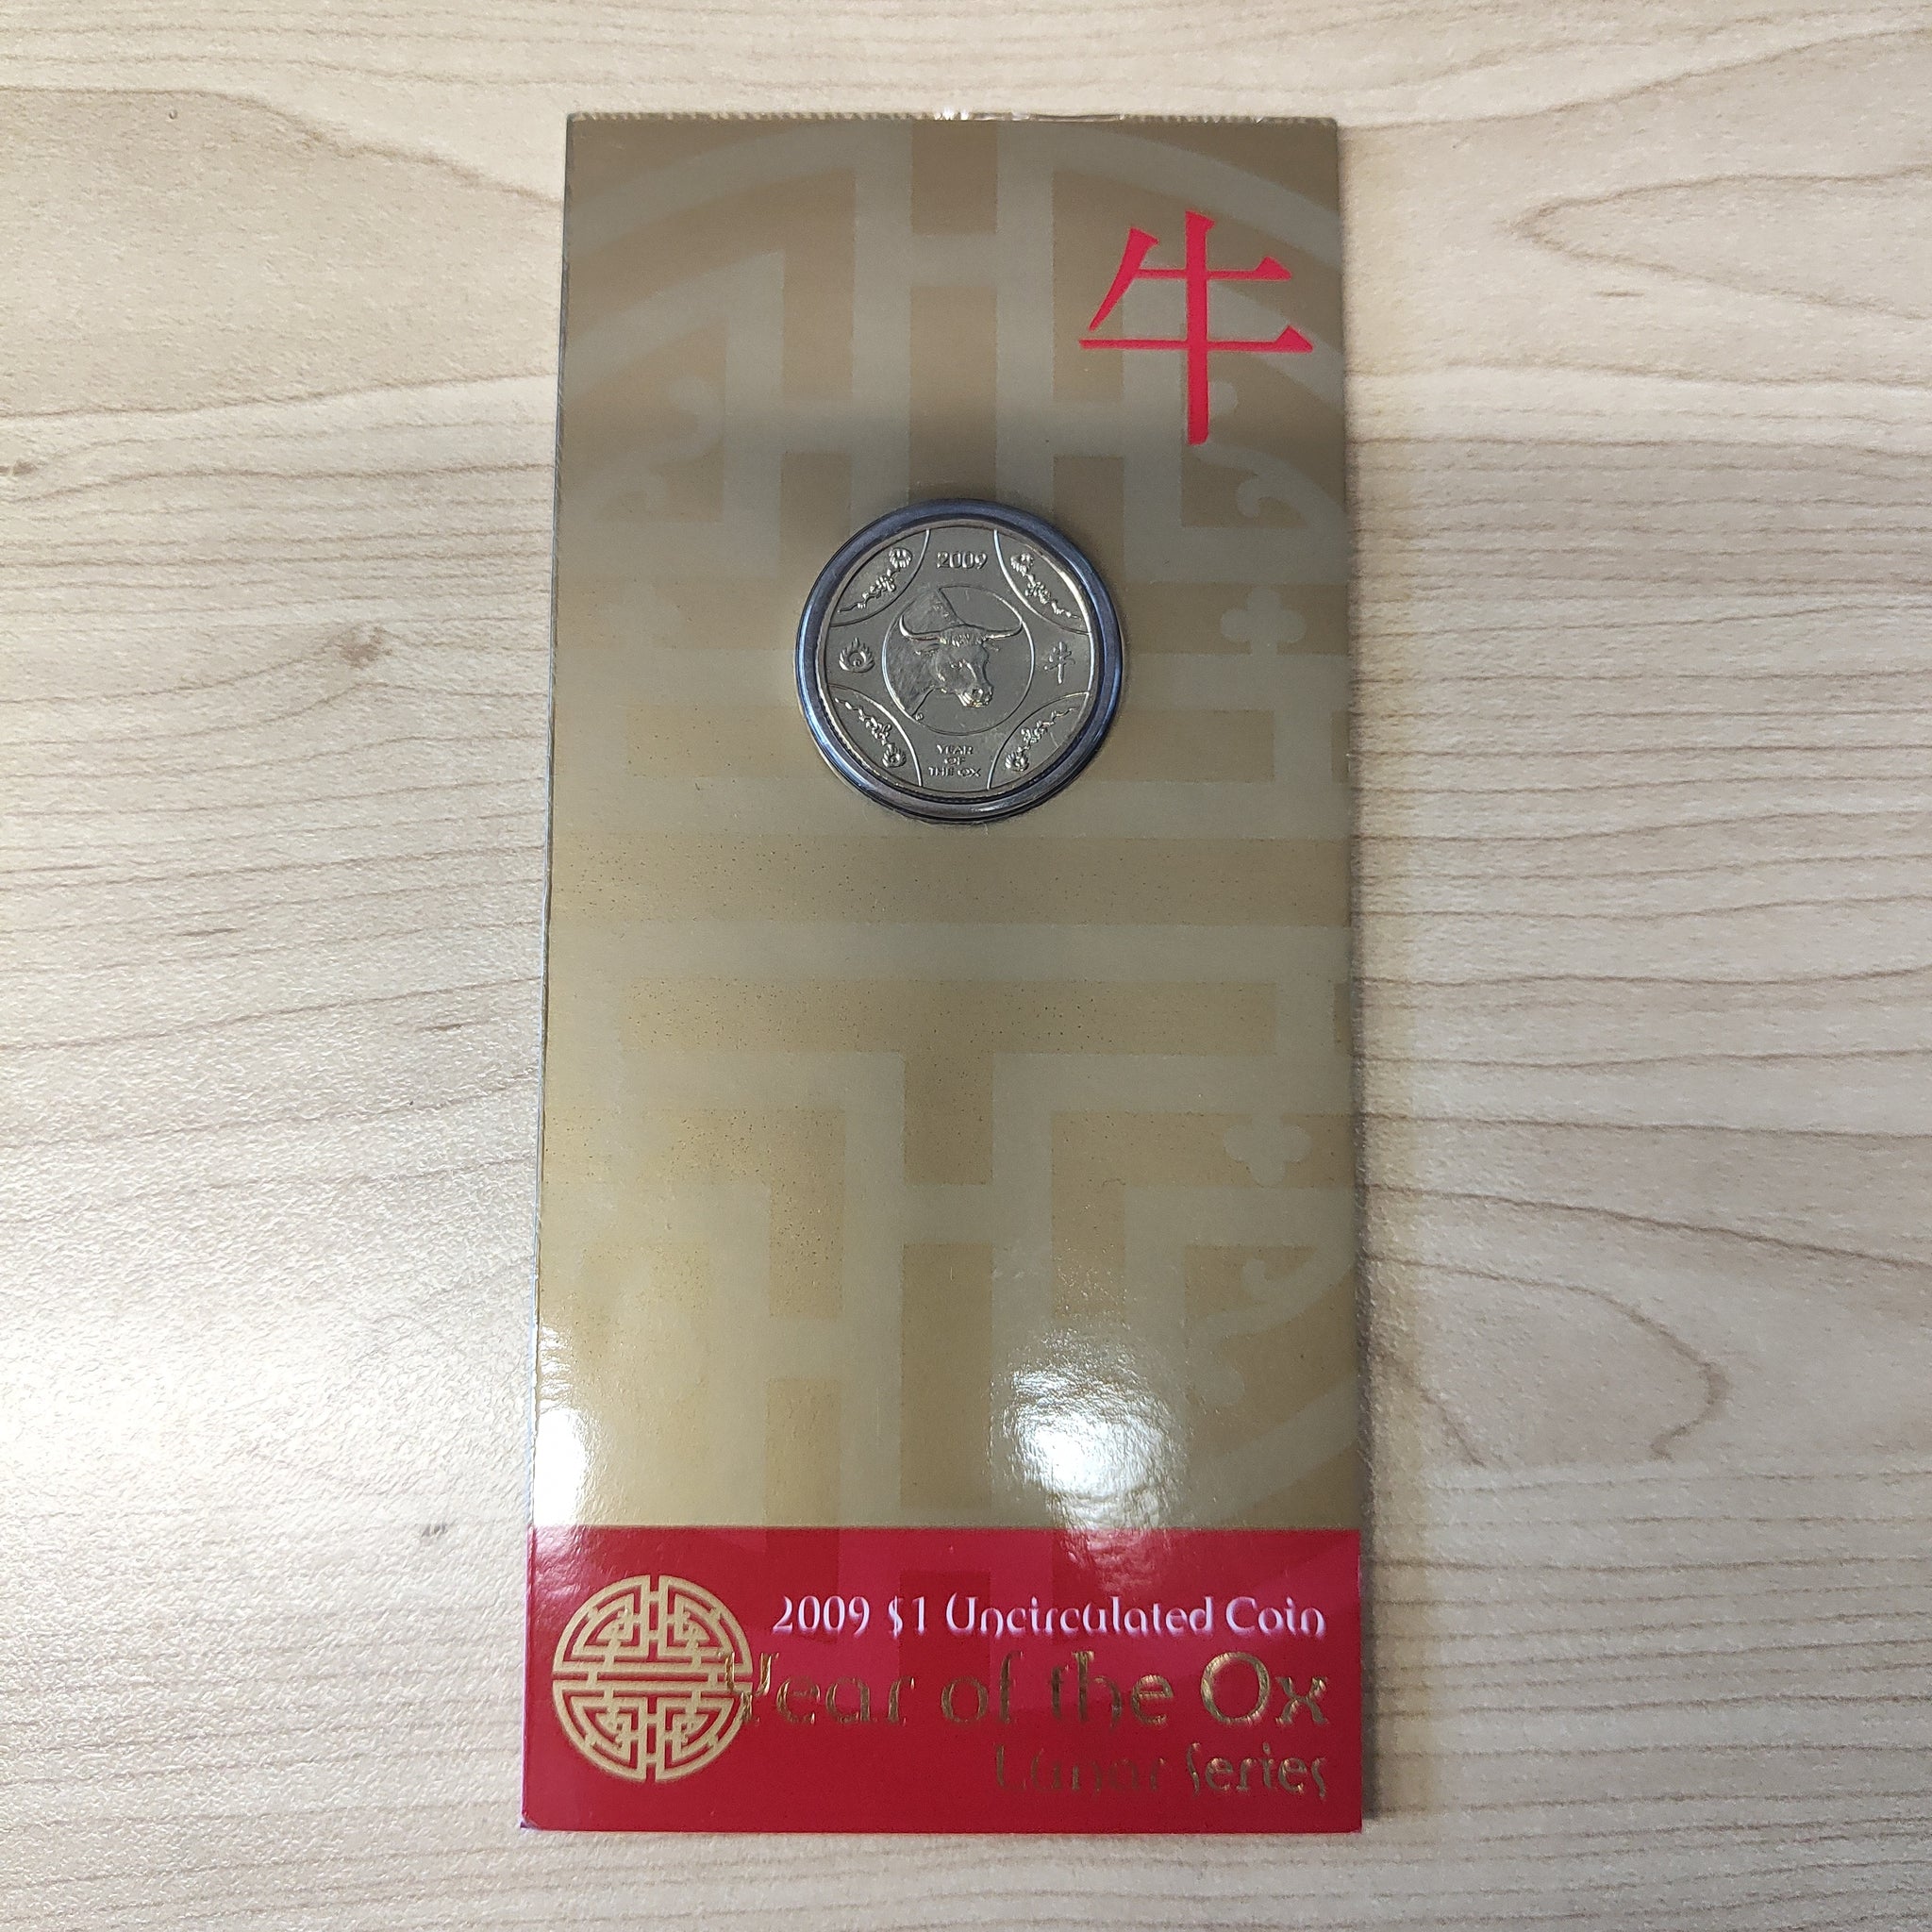 牛
2009
牛
YEAR
OF
THE OX
2009 $1 Uncirculated Coin
Year of the Ox
Lunar Series